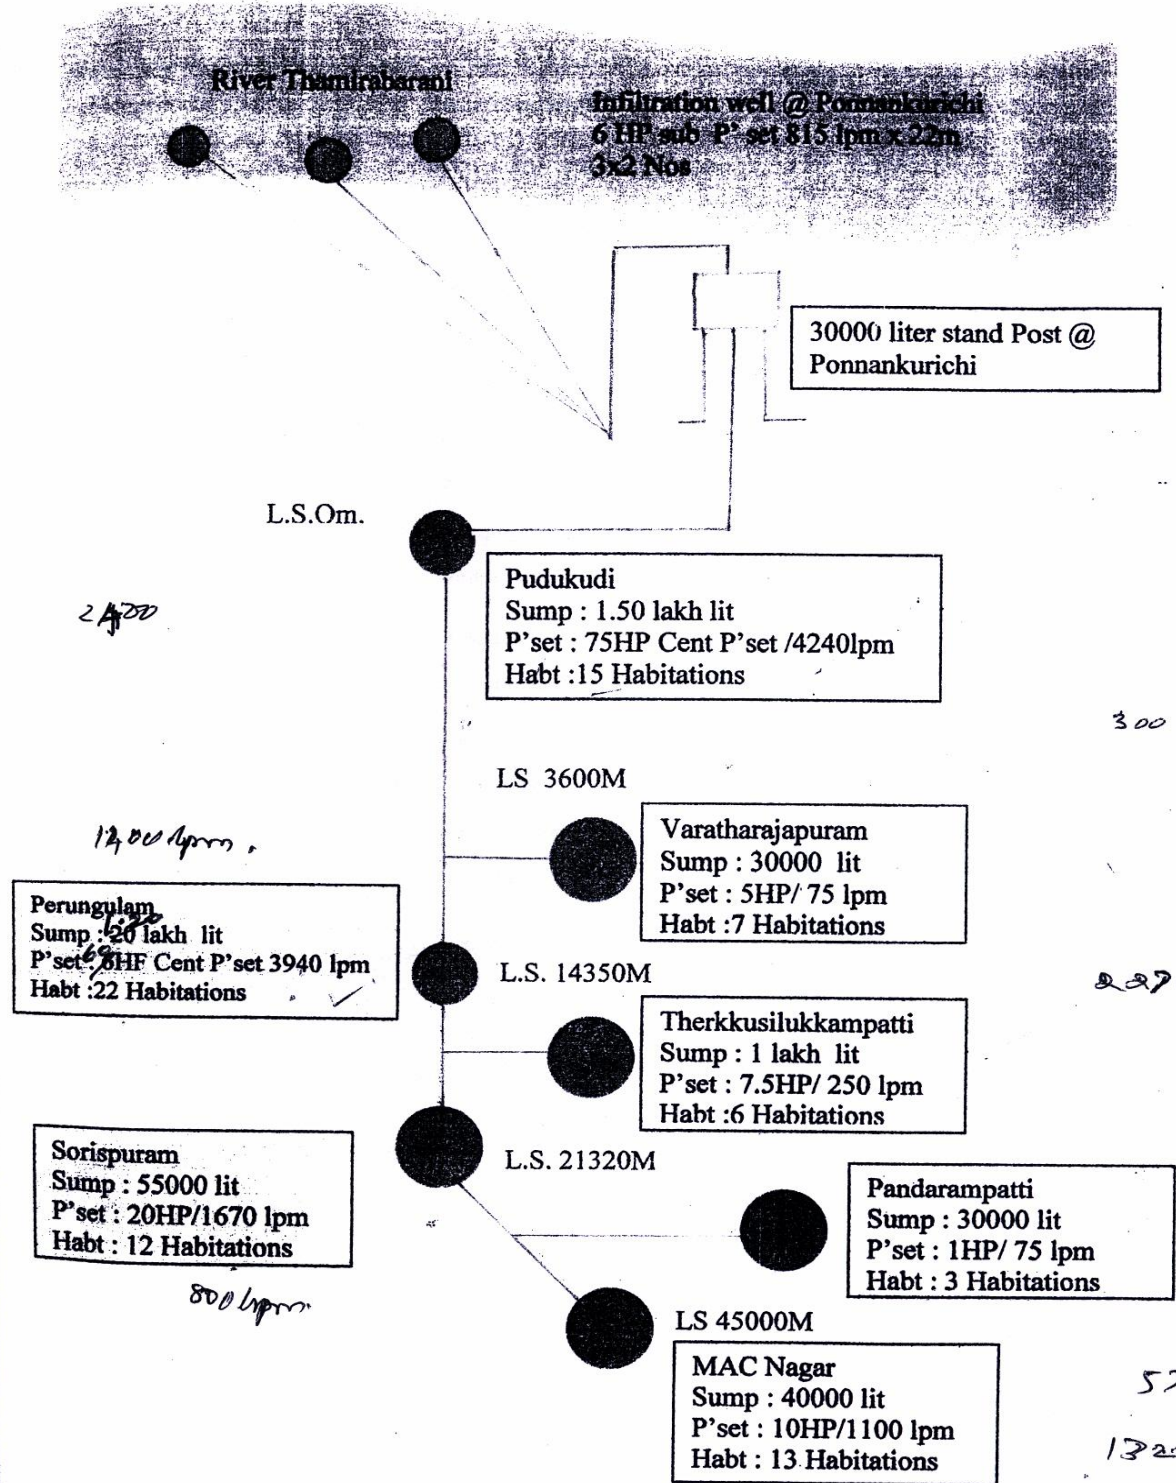 River Thamirabarani
Infiltration well @ Ponnankurichi
6 HP sub P' set 815 lpm x 22m
3x2 Nos
30000 liter stand Post @
Ponnankurichi
L.S.Om.
Pudukudi
Sump : 1.50 lakh lit
P'set : 75HP Cent P'set /4240lpm
Habt :15 Habitations
300
LS 3600M
Varatharajapuram
Sump : 30000 lit
P'set : 5HP/ 75 lpm
Habt :7 Habitations
Perungulam
Sump : lakh lit
P'set : Cent P'set 3940 lpm
Habt :22 Habitations
L.S. 14350M
227
Therkkusilukkampatti
Sump : 1 lakh lit
P'set : 7.5HP/ 250 lpm
Habt :6 Habitations
Sorispuram
Sump : 55000 lit
P'set : 20HP/1670 lpm
Habt : 12 Habitations
800 lpm.
L.S. 21320M
Pandarampatti
Sump : 30000 lit
P'set : 1HP/ 75 lpm
Habt : 3 Habitations
LS 45000M
MAC Nagar
Sump : 40000 lit
P'set : 10HP/1100 lpm
Habt : 13 Habitations